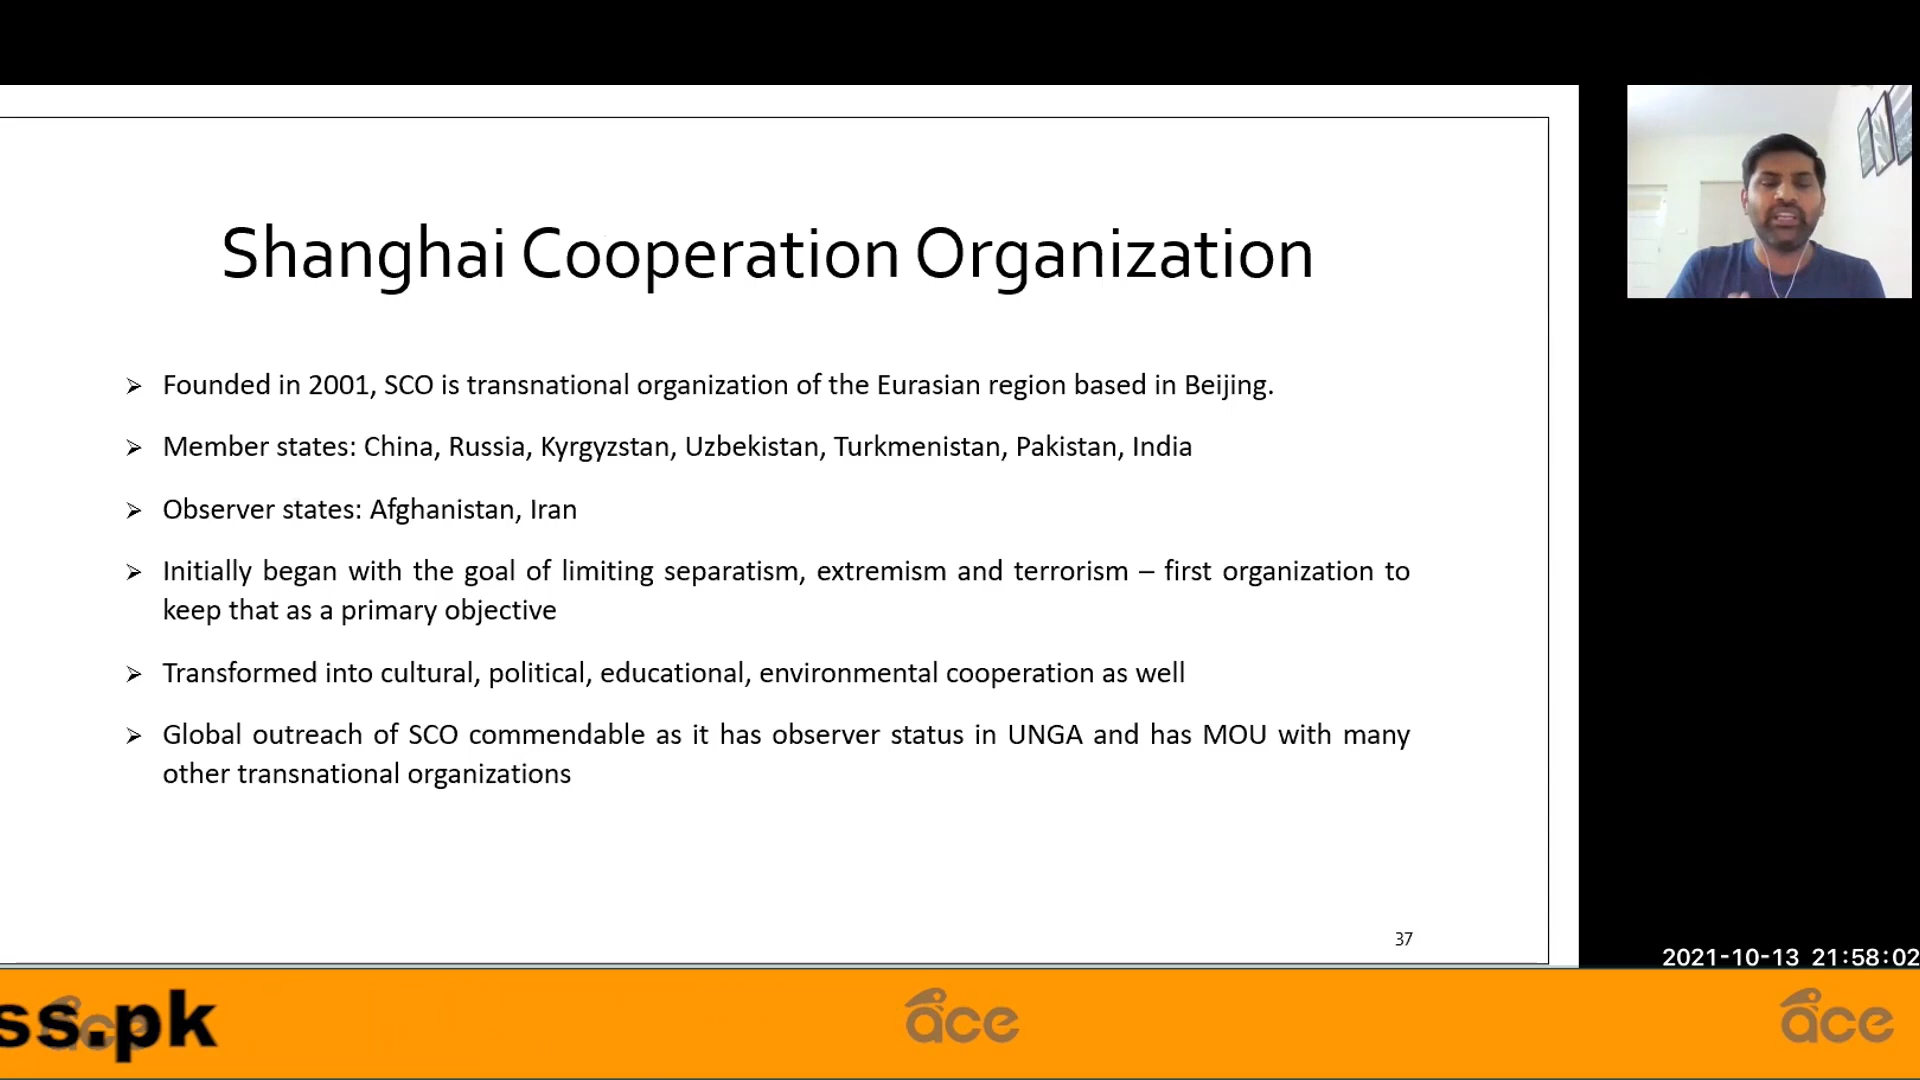 Shanghai Cooperation Organization
➢ Founded in 2001, SCO is transnational organization of the Eurasian region based in Beijing.
➢ Member states: China, Russia, Kyrgyzstan, Uzbekistan, Turkmenistan, Pakistan, India
➢ Observer states: Afghanistan, Iran
➢ Initially began with the goal of limiting separatism, extremism and terrorism – first organization to
keep that as a primary objective
➢ Transformed into cultural, political, educational, environmental cooperation as well
➢ Global outreach of SCO commendable as it has observer status in UNGA and has MOU with many
other transnational organizations
37
2021-10-13 21:58:02
ss.pk
ace
ace
ace